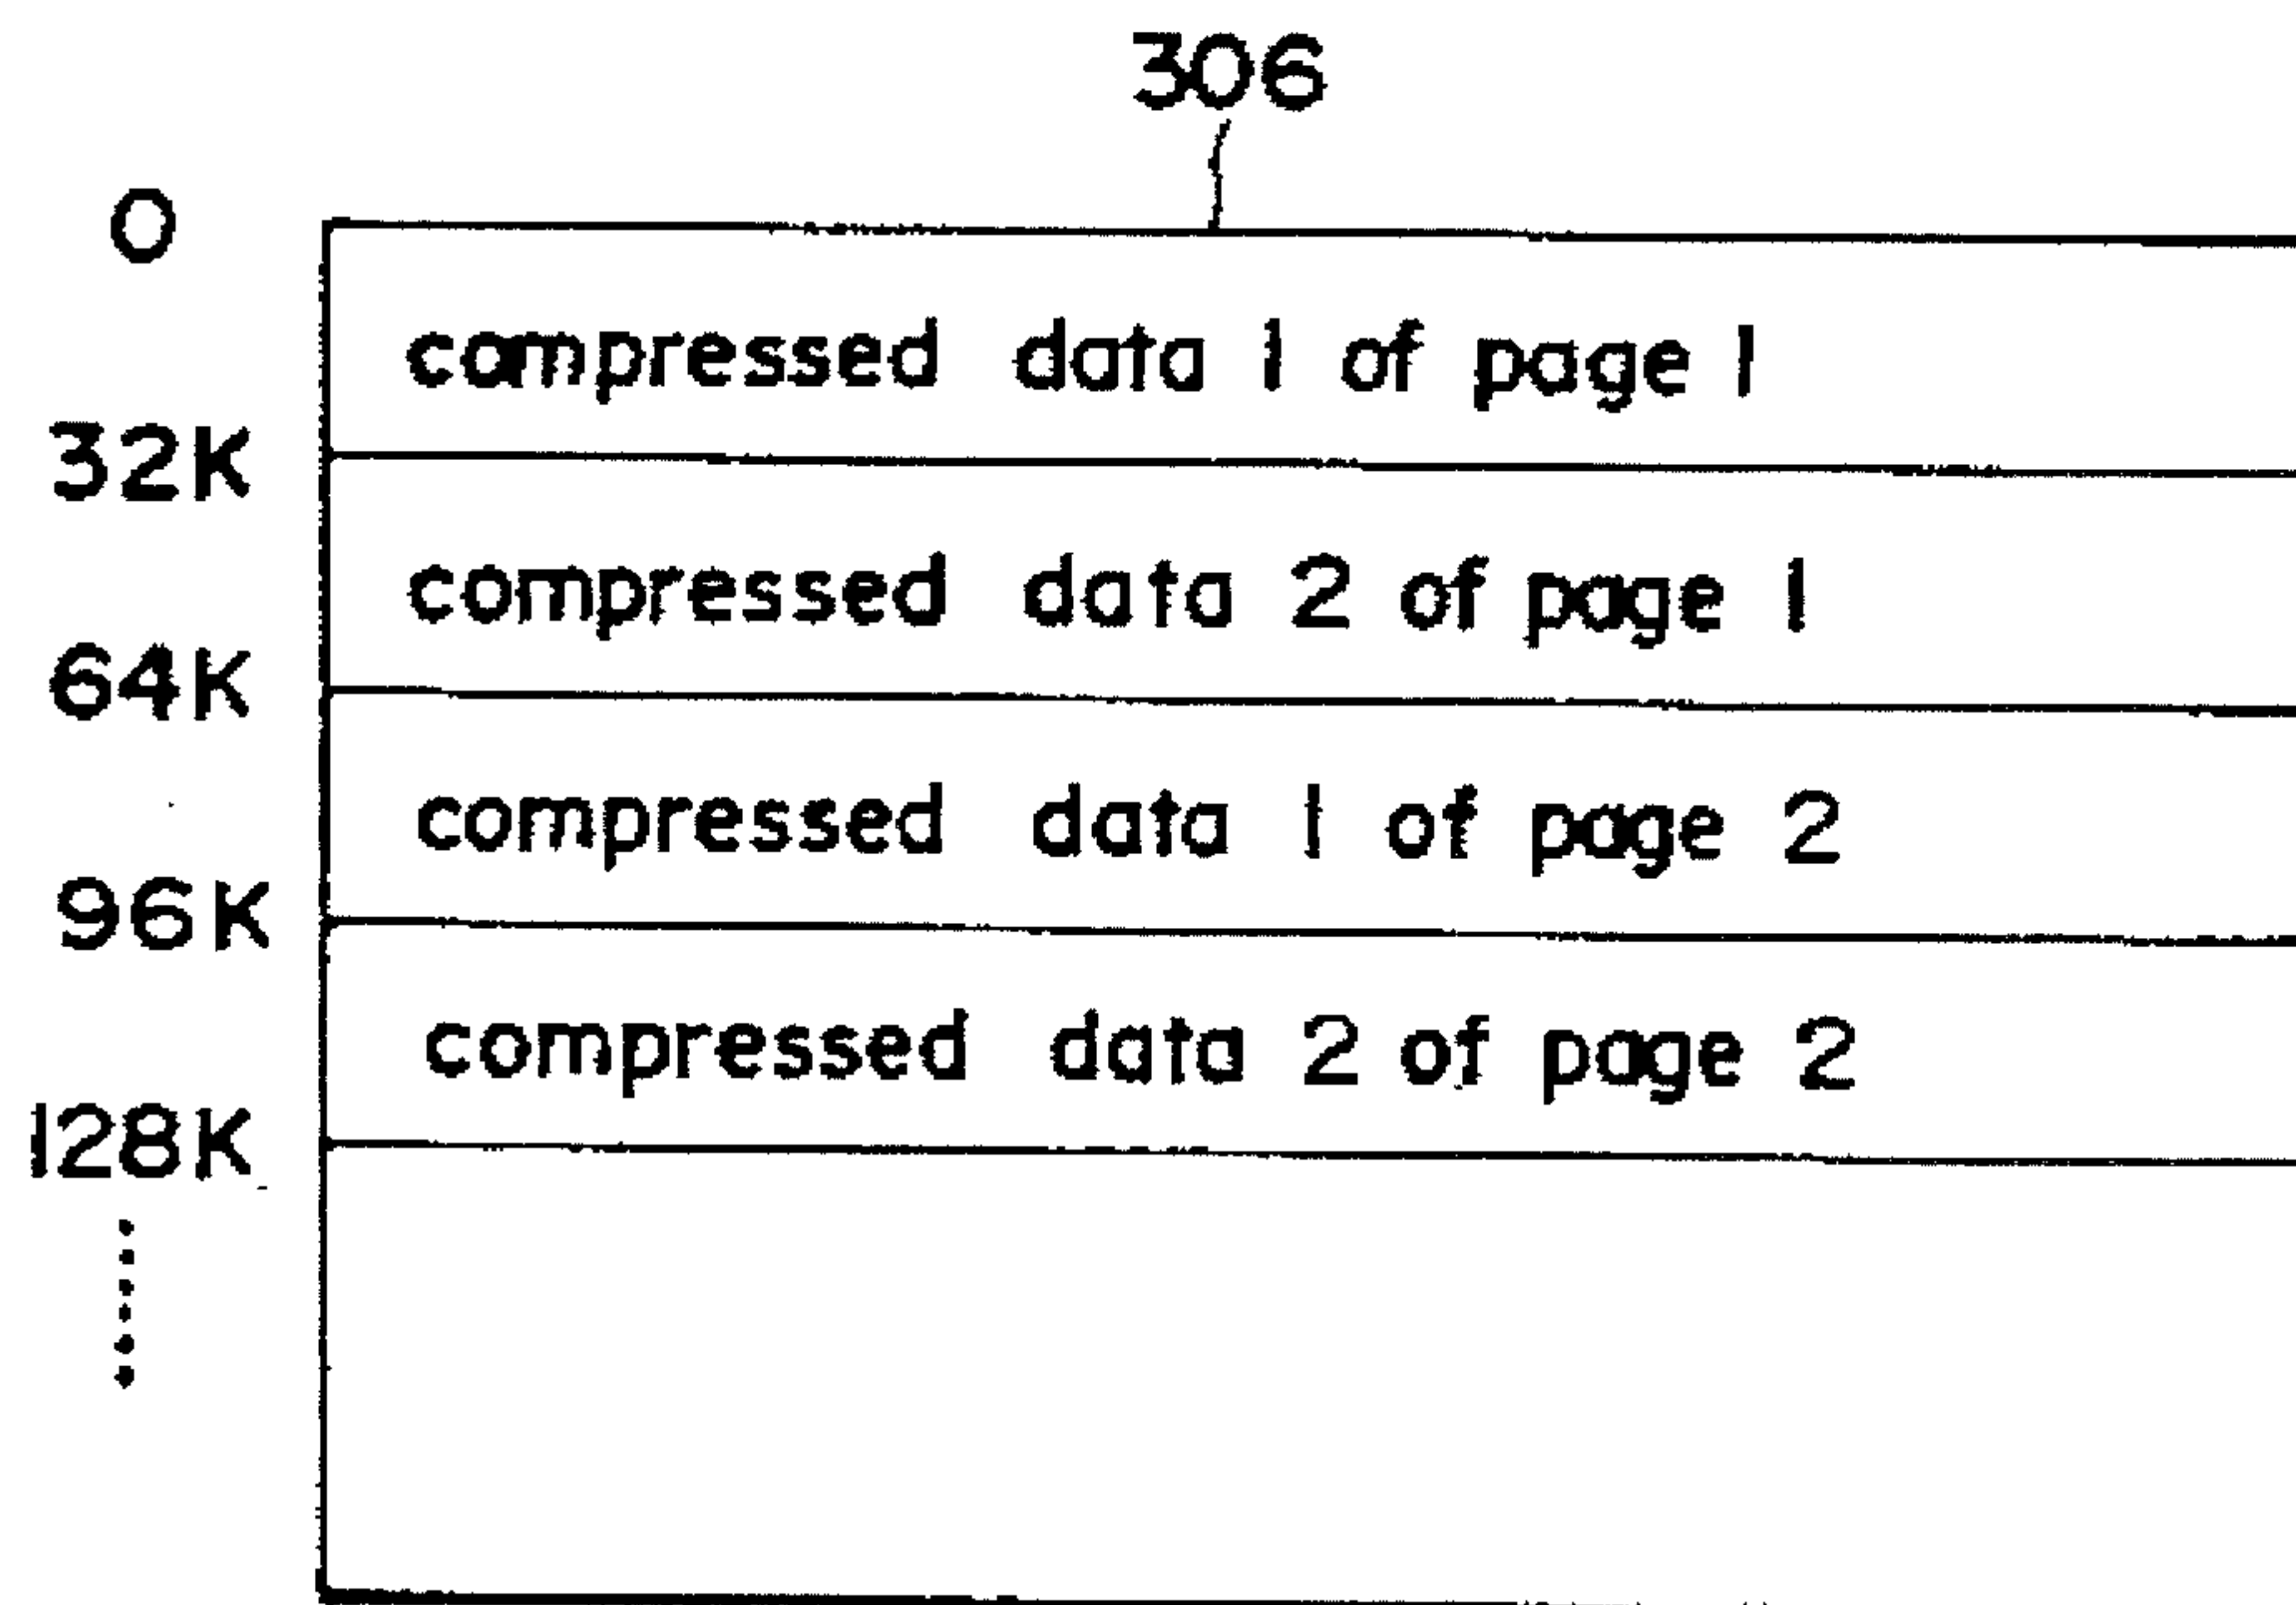 306
0
compressed data 1 of page 1
32K
compressed data 2 of page 1
64K
compressed data 1 of page 2
96K
compressed data 2 of page 2
128K